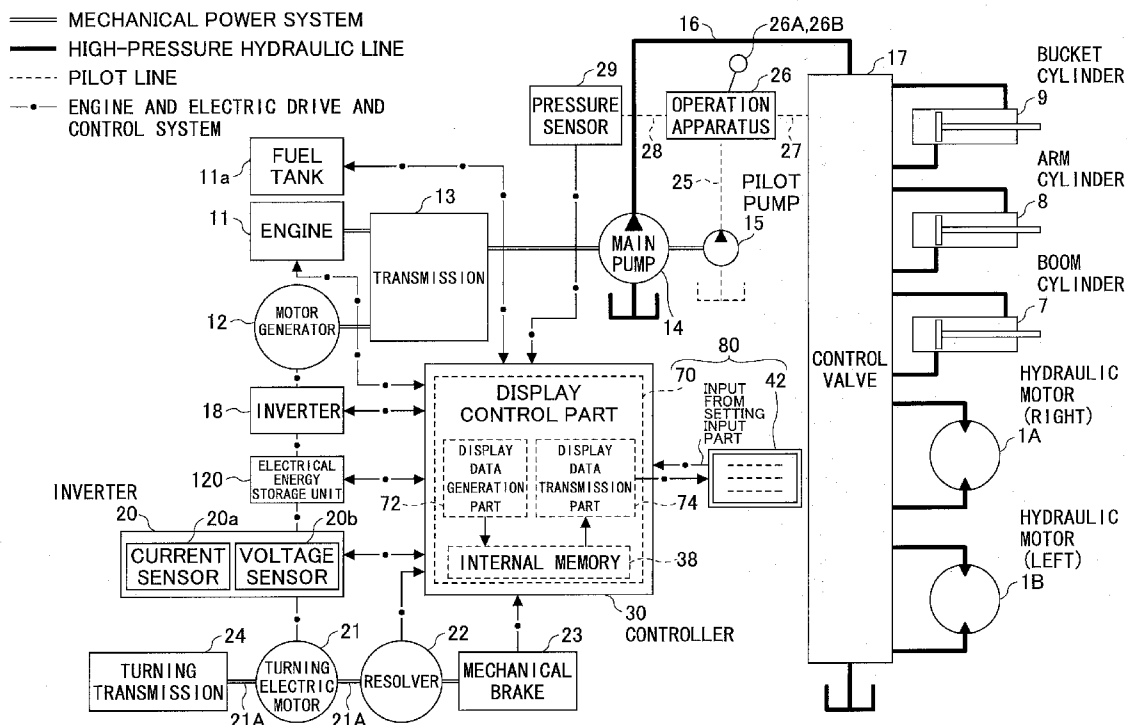 MECHANICAL POWER SYSTEM
HIGH-PRESSURE HYDRAULIC LINE
PILOT LINE
ENGINE AND ELECTRIC DRIVE AND
CONTROL SYSTEM
16
26A,26B
29
PRESSURE
SENSOR
26
OPERATION
APPARATUS
28
27
17
BUCKET
CYLINDER
9
ARM
CYLINDER
8
BOOM
CYLINDER
7
11a
FUEL
TANK
11
ENGINE
13
TRANSMISSION
25
PILOT
PUMP
15
MAIN
PUMP
14
12
MOTOR
GENERATOR
CONTROL
VALVE
HYDRAULIC
MOTOR
(RIGHT)
1A
HYDRAULIC
MOTOR
(LEFT)
1B
18
INVERTER
120
ELECTRICAL
ENERGY
STORAGE UNIT
INVERTER
20
20a
20b
CURRENT
SENSOR
VOLTAGE
SENSOR
DISPLAY
CONTROL PART
70
80
42
INPUT
FROM
SETTING
INPUT
PART
DISPLAY
DATA
GENERATION
PART
72
DISPLAY
DATA
TRANSMISSION
PART
74
INTERNAL MEMORY
38
30
CONTROLLER
24
TURNING
TRANSMISSION
21
TURNING
ELECTRIC
MOTOR
21A
21A
22
RESOLVER
23
MECHANICAL
BRAKE